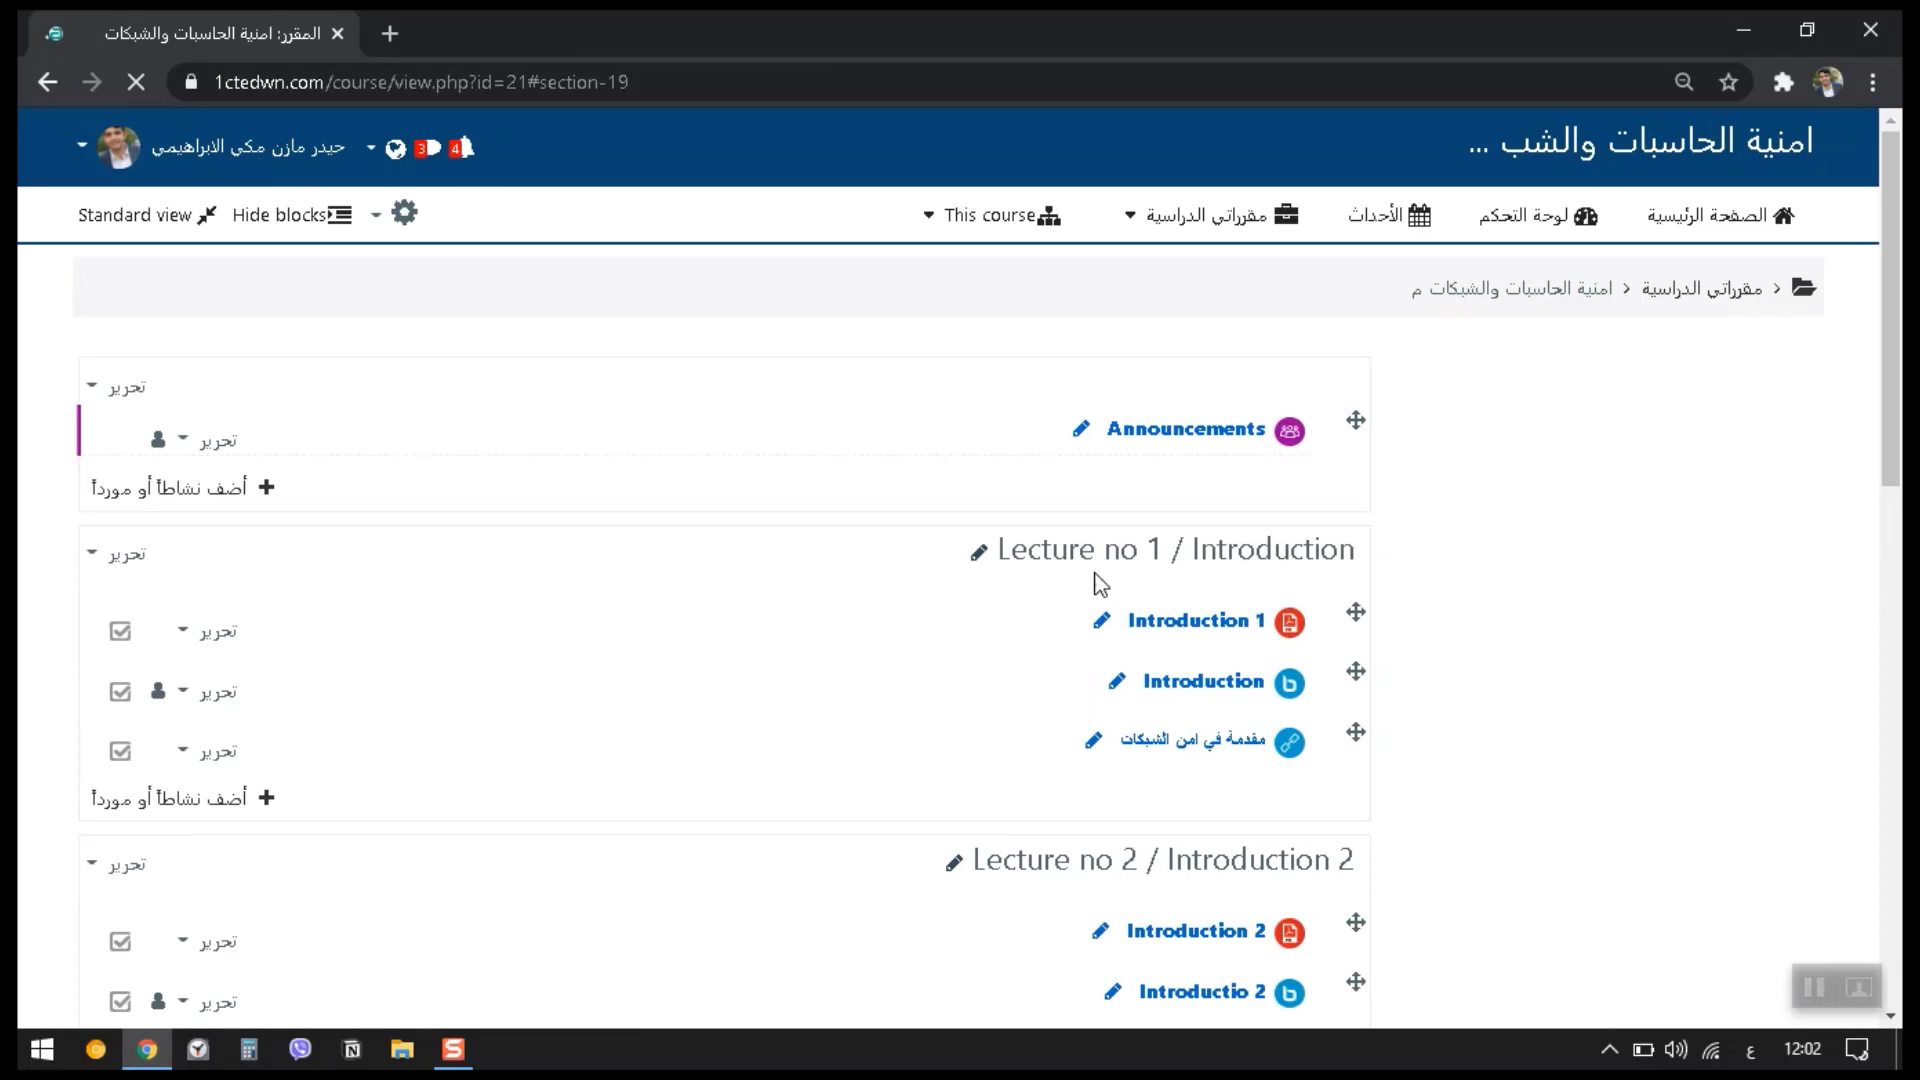 المقرر: امنية الحاسبات والشبكات
1ctedwn.com/course/view.php?id=21#section-19
امنية الحاسبات والشب ...
حيدر مازن مكي الابراهيمي
3
4
الصفحة الرئيسية
لوحة التحكم
الأحداث
مقرراتي الدراسية
This course
Hide blocks
Standard view
مقرراتي الدراسية
امنية الحاسبات والشبكات م
تحرير
Announcements
تحرير
أضف نشاطاً أو مورداً
Lecture no 1 / Introduction
تحرير
Introduction 1
تحرير
Introduction
تحرير
مقدمة في امن الشبكات
تحرير
أضف نشاطاً أو مورداً
Lecture no 2 / Introduction 2
تحرير
Introduction 2
تحرير
Introductio 2
تحرير
ع
12:02